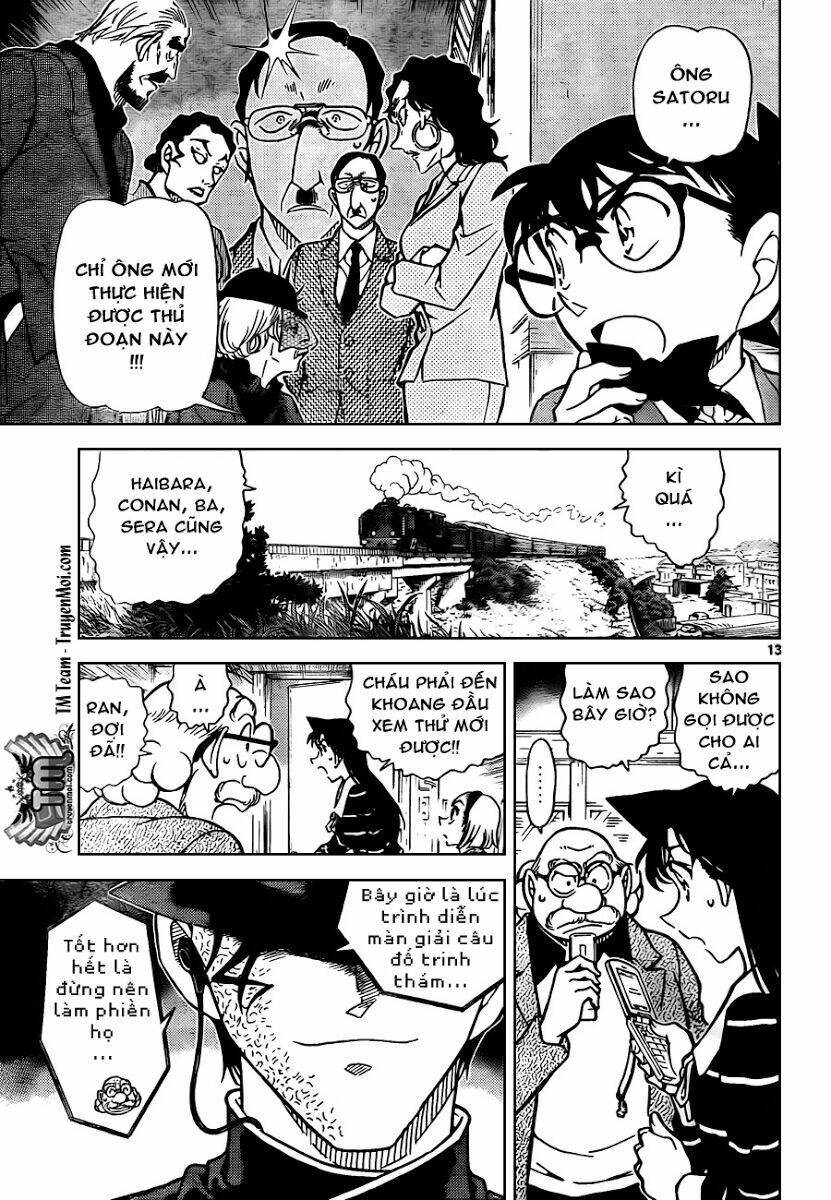 ÔNG
SATORU
...
CHỈ ÔNG MỚI
THỰC HIỆN
ĐƯỢC THỦ
ĐOẠN NÀY
!!!
KÌ
QUÁ
...
HAIBARA,
CONAN, BA,
SERA CŨNG
VẬY...
13
SAO
KHÔNG
GỌI ĐƯỢC
CHO AI
CẢ...
LÀM SAO
BÂY GIỜ?
......
CHÁU PHẢI ĐẾN
KHOANG ĐẦU
XEM THỬ MỚI
ĐƯỢC!!
À
...
RAN,
ĐỢI
ĐÃ!!
Bây giờ là lúc
trình diễn
màn giải câu
đố trinh
thám...
Tốt hơn
hết là
đừng nên
làm phiền
họ
...
TM Team - TruyenMoi.com
TM
truyenmoi.com